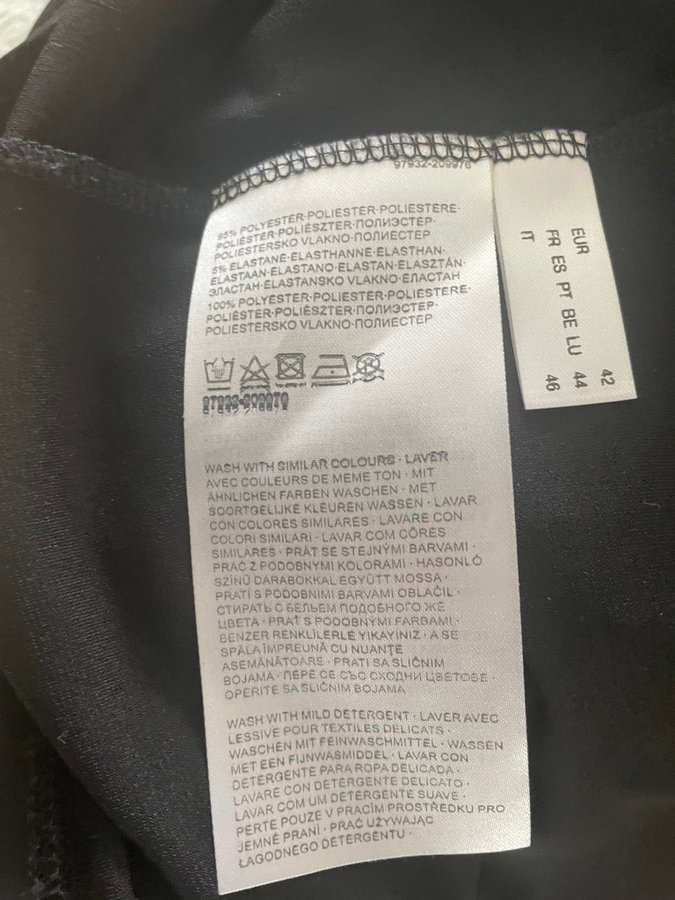 97932-209976
95% POLYESTER·POLIESTER·POLIESTERE·
POLIÉSTER·POLIÉSZTER·ПОЛИЭСТЕР·
POLIESTERSKO VLAKNO·ПОЛИЕСТЕР
5% ELASTANE·ÉLASTHANNE·ELASTHAN·
ELASTAAN·ELASTANO·ELASTAN·ELASZTÁN·
ЭЛАСТАН·ELASTANSKO VLAKNO·ЕЛАСТАН
100% POLYESTER·POLIESTER·POLIESTERE·
POLIÉSTER·POLIÉSZTER·ПОЛИЭСТЕР·
POLIESTERSKO VLAKNO·ПОЛИЕСТЕР
WASH WITH SIMILAR COLOURS · LAVER
AVEC COULEURS DE MEME TON · MIT
ÄHNLICHEN FARBEN WASCHEN · MET
SOORTGELIJKE KLEUREN WASSEN · LAVAR
CON COLORES SIMILARES · LAVARE CON
COLORI SIMILARI · LAVAR COM CÔRES
SIMILARES · PRÁT SE STEJNÝMI BARVAMI ·
PRAĆ Z PODOBNYMI KOLORAMI · HASONLÓ
SZÍNŰ DARABOKKAL EGYÜTT MOSSA ·
PRATI S PODOBNIMI BARVAMI OBLAČIL ·
СТИРАТЬ С БЕЛЬЕМ ПОДОБНОГО ЖЕ
ЦВЕТА · PRAŤ S PODOBNÝMI FARBAMI ·
BENZER RENKLİLERLE YIKAYINIZ · A SE
SPĂLA ÎMPREUNĂ CU NUANŢE
ASEMĂNĂTOARE · PRATI SA SLIČNIM
BOJAMA · ПЕРЕ СЕ СЪС СХОДНИ ЦВЕТОВЕ ·
OPERITE SA SLIČNIM BOJAMA
WASH WITH MILD DETERGENT · LAVER AVEC
LESSIVE POUR TEXTILES DELICATS ·
WASCHEN MIT FEINWASCHMITTEL · WASSEN
MET EEN FIJNWASMIDDEL · LAVAR CON
DETERGENTE PARA ROPA DELICADA ·
LAVARE CON DETERGENTE DELICATO ·
LAVAR COM UM DETERGENTE SUAVE ·
PERTE POUZE V PRACÍM PROSTŘEDKU PRO
JEMNÉ PRANÍ · PRAĆ UŻYWAJĄC
ŁAGODNEGO DETERGENTU ·
EUR 42
FR ES PT BE LU 44
IT 46